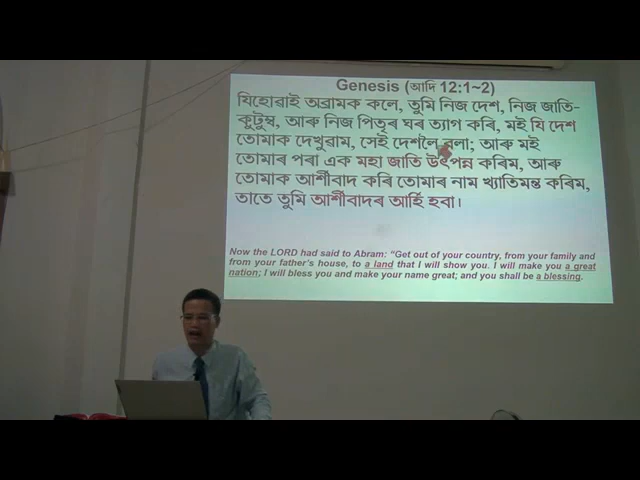 Genesis (আদি 12:1~2)
যিহোৱাই অব্ৰামক কলে, তুমি নিজ দেশ, নিজ জাতি-
কুটুম্ব, আৰু নিজ পিতৃৰ ঘৰ ত্যাগ কৰি, মই যি দেশ
তোমাক দেখুৱাম, সেই দেশলৈ বলা; আৰু মই
তোমাৰ পৰা এক মহা জাতি উৎপন্ন কৰিম, আৰু
তোমাক আৰ্শীবাদ কৰি তোমাৰ নাম খ্যাতিমন্ত কৰিম,
তাতে তুমি আৰ্শীবাদৰ আৰ্হি হবা।
Now the LORD had said to Abram: “Get out of your country, from your family and
from your father's house, to a land that I will show you. I will make you a great
nation; I will bless you and make your name great; and you shall be a blessing.